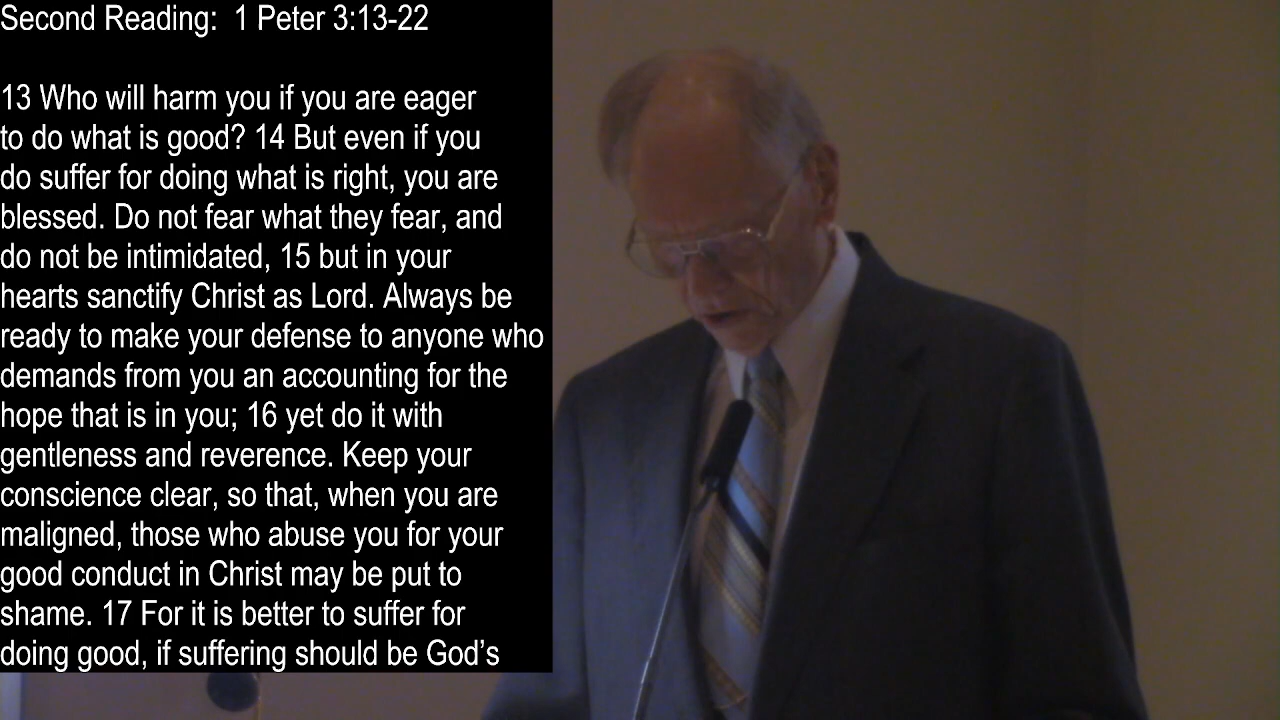 Second Reading:  1 Peter 3:13-22
13 Who will harm you if you are eager
to do what is good? 14 But even if you
do suffer for doing what is right, you are
blessed. Do not fear what they fear, and
do not be intimidated, 15 but in your
hearts sanctify Christ as Lord. Always be
ready to make your defense to anyone who
demands from you an accounting for the
hope that is in you; 16 yet do it with
gentleness and reverence. Keep your
conscience clear, so that, when you are
maligned, those who abuse you for your
good conduct in Christ may be put to
shame. 17 For it is better to suffer for
doing good, if suffering should be God’s